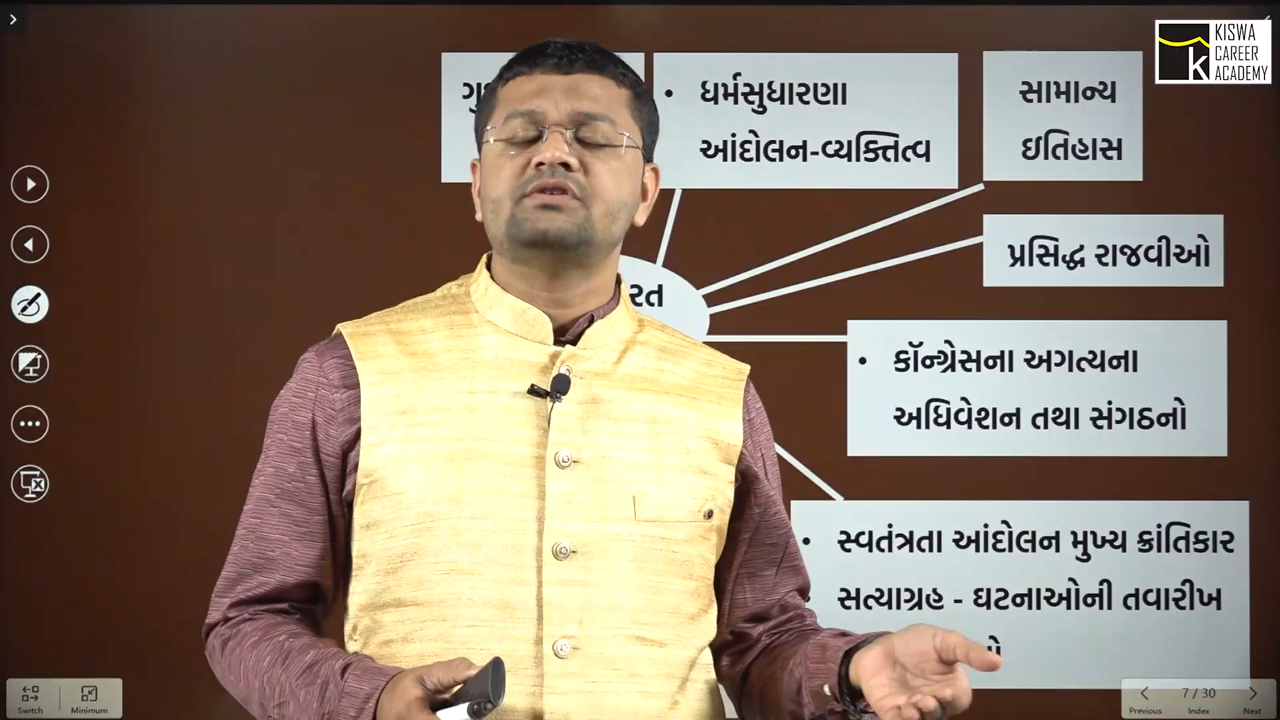 KISWA
CAREER
ACADEMY
ધર્મસુધારણા
આંદોલન-વ્યક્તિત્વ
સામાન્ય
ઇતિહાસ
પ્રસિદ્ધ રાજવીઓ
કૉન્ગ્રેસના અગત્યના
અધિવેશન તથા સંગઠનો
સ્વતંત્રતા આંદોલન મુખ્ય ક્રાંતિકાર
સત્યાગ્રહ - ઘટનાઓની તવારીખ
Switch
Minimum
7 / 30
Previous
Index
Next